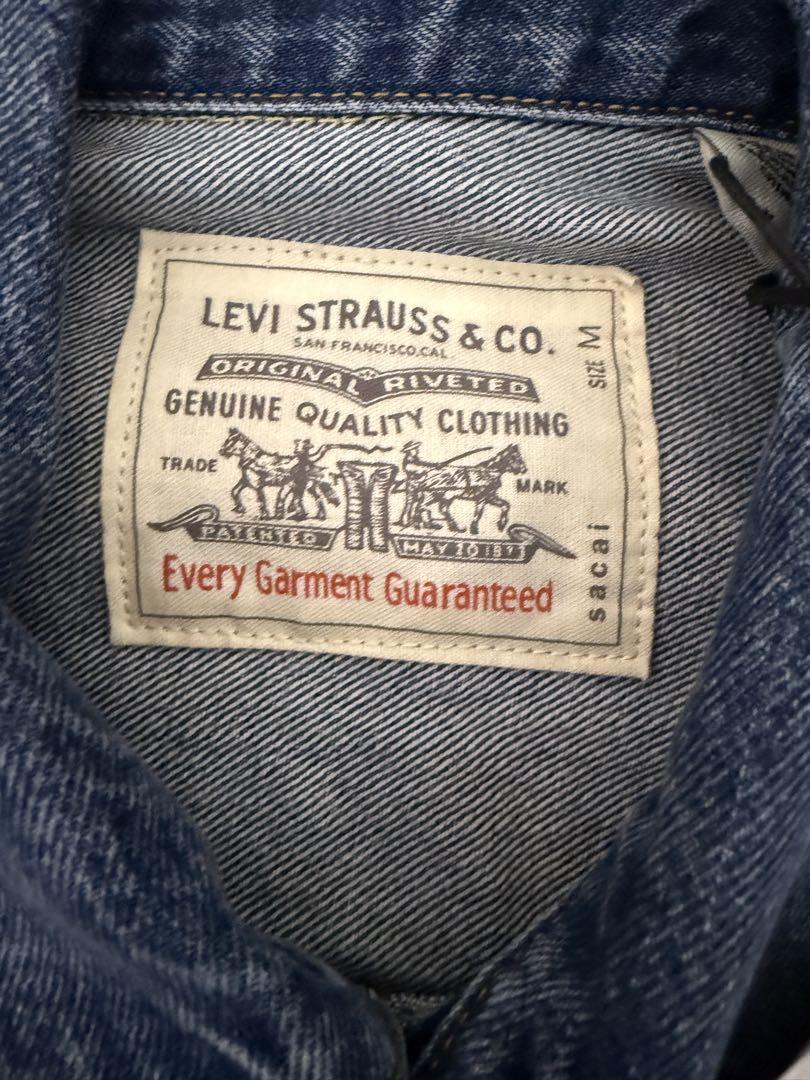 LEVI STRAUSS & CO.
SAN FRANCISCO,CAL.
ORIGINAL RIVETED
GENUINE QUALITY CLOTHING
TRADE MARK
PATENTED MAY 20 1873
Every Garment Guaranteed
SIZE M
sacai